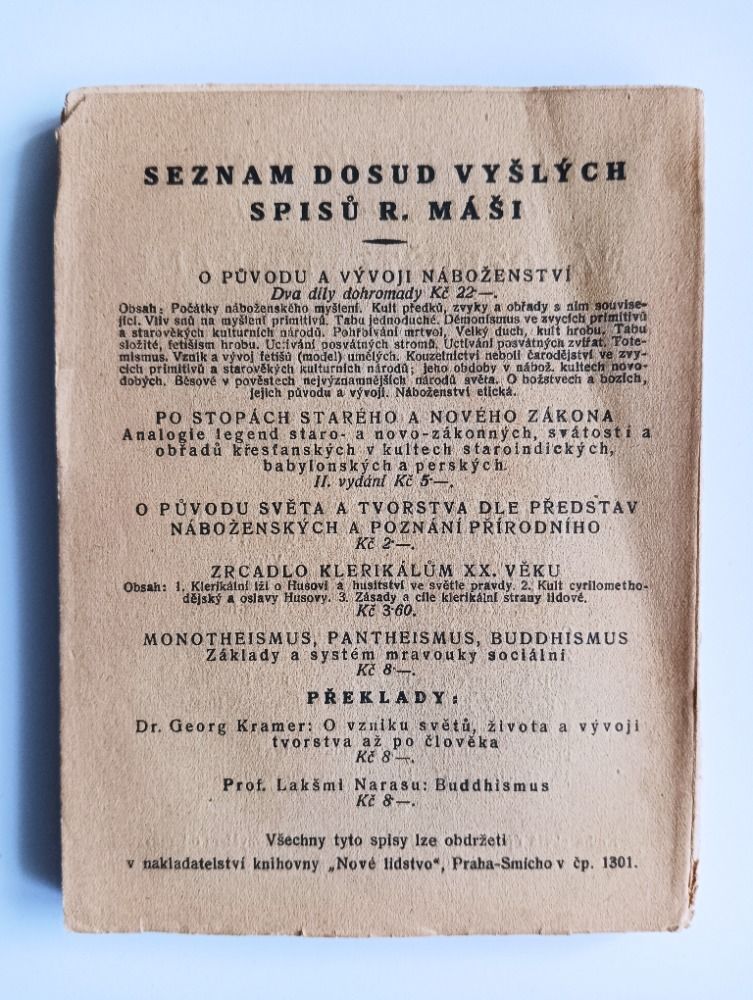 SEZNAM DOSUD VYŠLÝCH
SPISŮ R. MÁŠI
O PŮVODU A VÝVOJI NÁBOŽENSTVÍ
Dva díly dohromady Kč 22·—.
Obsah: Počátky náboženského myšlení. Kult předků, zvyky a obřady s ním souvise-
jící. Vliv snů na myšlení primitivů. Tabu jednoduché. Démonismus ve zvycích primitivů
a starověkých kulturních národů. Pohřbívání mrtvol, Velký duch, kult hrobu. Tabu
složité, fetišism hrobu. Uctívání posvátných stromů. Uctívání posvátných zvířat. Tote-
mismus. Vznik a vývoj fetišů (model) umělých. Kouzelnictví neboli čarodějství ve zvy-
cích primitivů a starověkých kulturních národů; jeho obdoby v nábož. kultech novo-
dobých. Běsové v pověstech nejvýznamnějších národů světa. O božstvech a bozích,
jejich původu a vývoji. Náboženství etická.
PO STOPÁCH STARÉHO A NOVÉHO ZÁKONA
Analogie legend staro- a novo-zákonných, svátostí a
obřadů křesťanských v kultech staroindických,
babylonských a perských.
II. vydání Kč 5·—.
O PŮVODU SVĚTA A TVORSTVA DLE PŘEDSTAV
NÁBOŽENSKÝCH A POZNÁNÍ PŘÍRODNÍHO
Kč 2·—.
ZRCADLO KLERIKÁLŮM XX. VĚKU
Obsah: 1. Klerikální lži o Husovi a husitství ve světle pravdy. 2. Kult cyrilometho-
dějský a oslavy Husovy. 3. Zásady a cíle klerikální strany lidové.
Kč 3·60.
MONOTHEISMUS, PANTHEISMUS, BUDDHISMUS
Základy a systém mravouky sociální
Kč 8·—.
PŘEKLADY:
Dr. Georg Kramer: O vzniku světů, života a vývoji
tvorstva až po člověka
Kč 8·—.
Prof. Lakšmi Narasu: Buddhismus
Kč 8·—.
Všechny tyto spisy lze obdržeti
v nakladatelství knihovny „Nové lidstvo“, Praha-Smíchov čp. 1301.